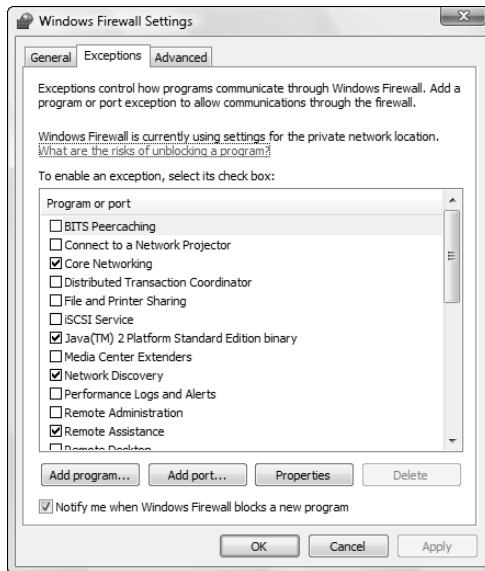 Windows Firewall Settings
General Exceptions Advanced
Exceptions control how programs communicate through Windows Firewall. Add a
program or port exception to allow communications through the firewall.
Windows Firewall is currently using settings for the private network location.
What are the risks of unblocking a program?
To enable an exception, select its check box:
Program or port
BITS Peercaching
Connect to a Network Projector
Core Networking
Distributed Transaction Coordinator
File and Printer Sharing
iSCSI Service
Java(TM) 2 Platform Standard Edition binary
Media Center Extenders
Network Discovery
Performance Logs and Alerts
Remote Administration
Remote Assistance
Remote Desktop
Add program... Add port... Properties Delete
Notify me when Windows Firewall blocks a new program
OK Cancel Apply